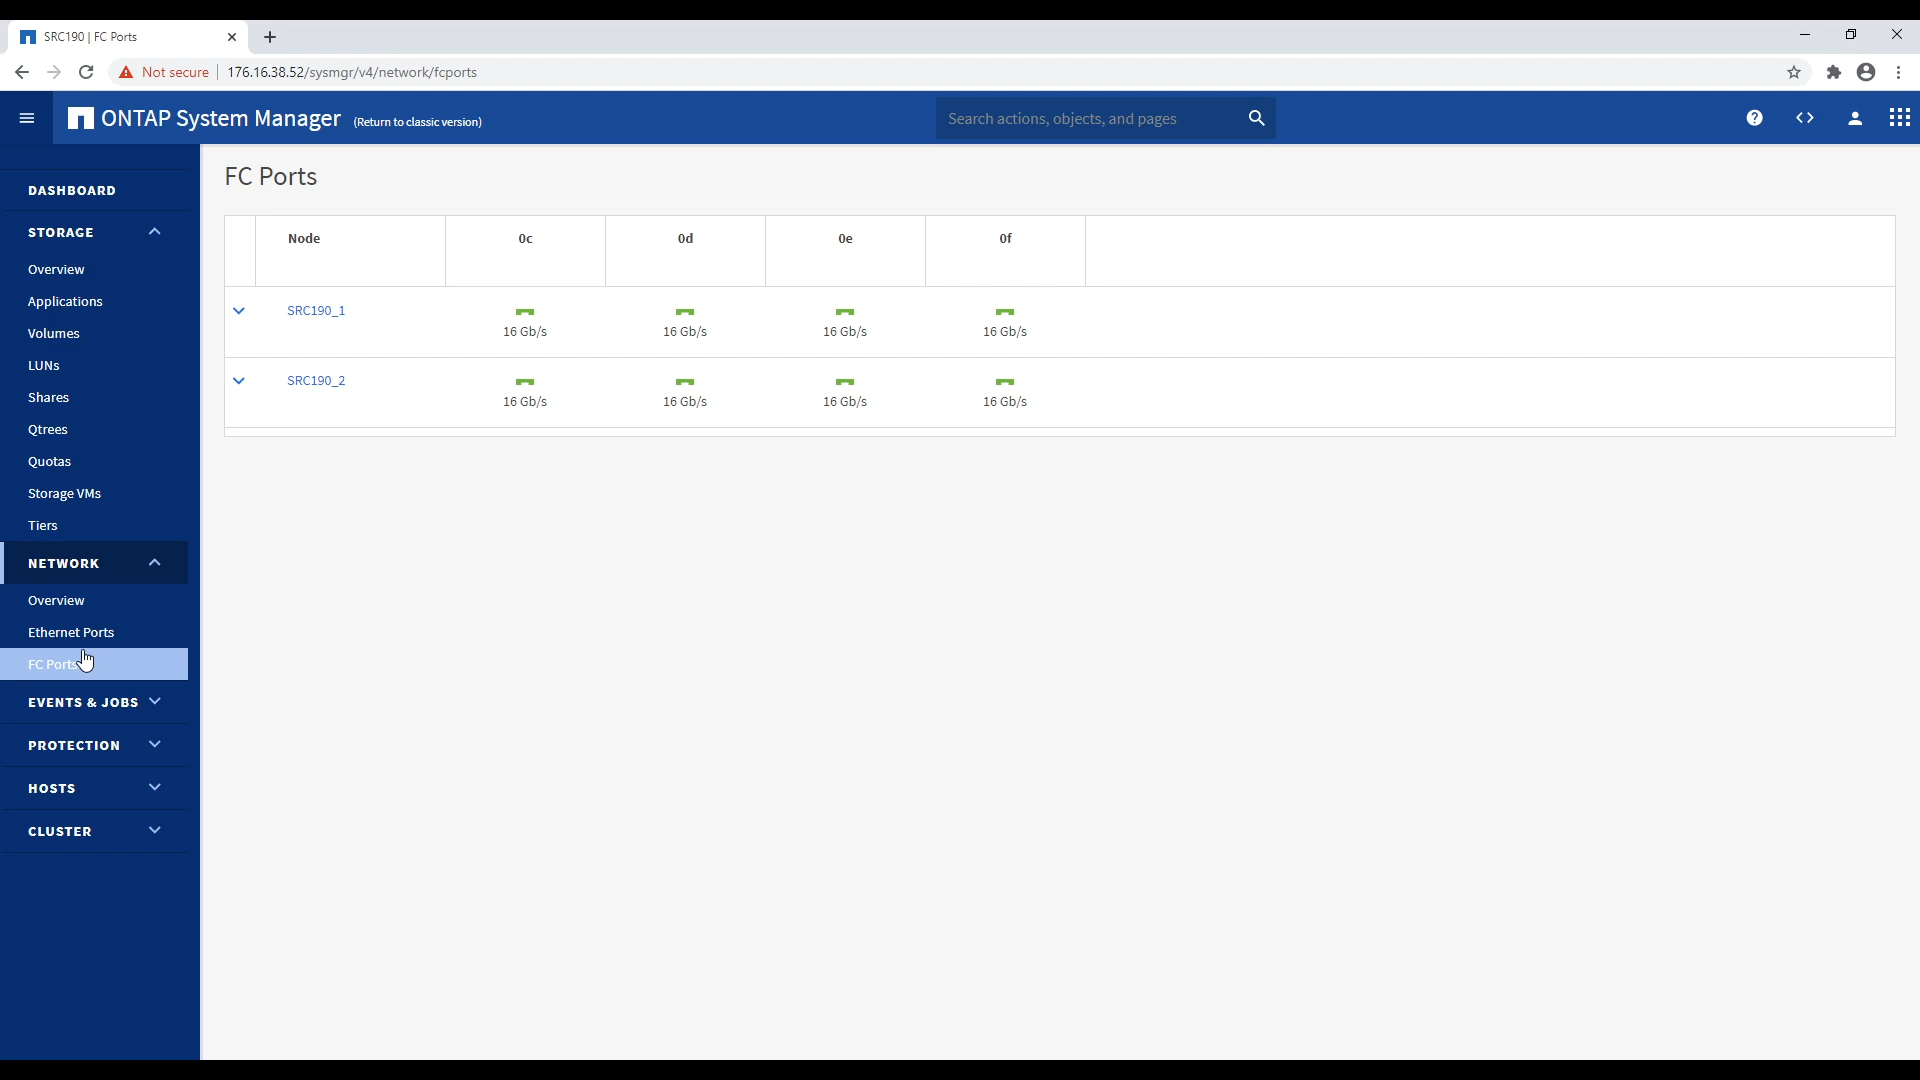 SRC190 | FC Ports
Not secure
176.16.38.52/sysmgr/v4/network/fcports
ONTAP System Manager (Return to classic version)
Search actions, objects, and pages
DASHBOARD
STORAGE
Overview
Applications
Volumes
LUNs
Shares
Qtrees
Quotas
Storage VMs
Tiers
NETWORK
Overview
Ethernet Ports
FC Ports
EVENTS & JOBS
PROTECTION
HOSTS
CLUSTER
FC Ports
Node 0c 0d 0e 0f
SRC190_1
16 Gb/s 16 Gb/s 16 Gb/s 16 Gb/s
SRC190_2
16 Gb/s 16 Gb/s 16 Gb/s 16 Gb/s